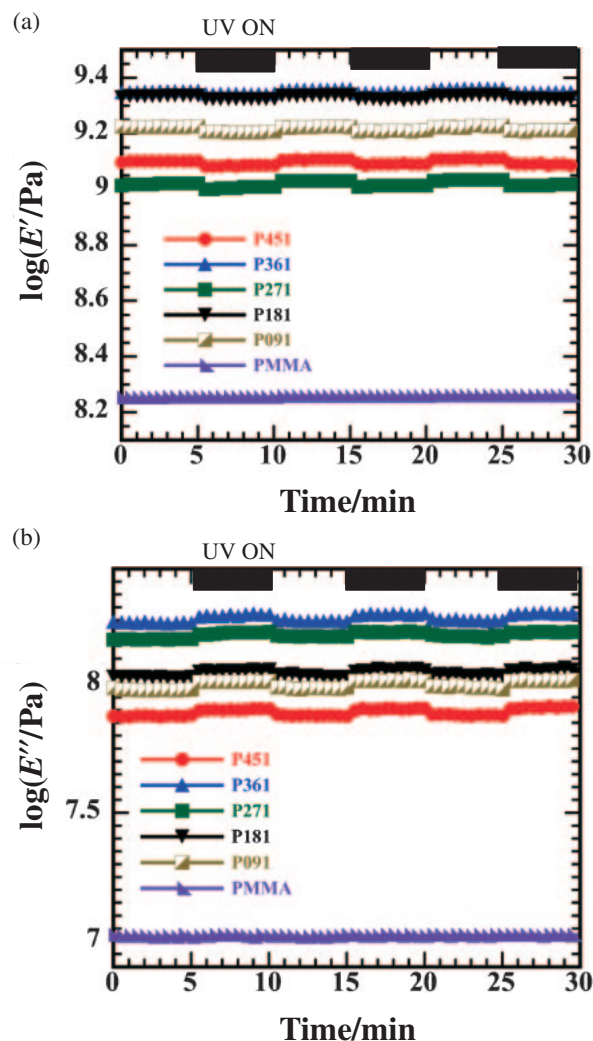 (a)
UV ON
9.4
9.2
9
8.8
8.6
8.4
8.2
log(E′/Pa)
P451
P361
P271
P181
P091
PMMA
0 5 10 15 20 25 30
Time/min
(b)
UV ON
8
7.5
7
log(E″/Pa)
P451
P361
P271
P181
P091
PMMA
0 5 10 15 20 25 30
Time/min